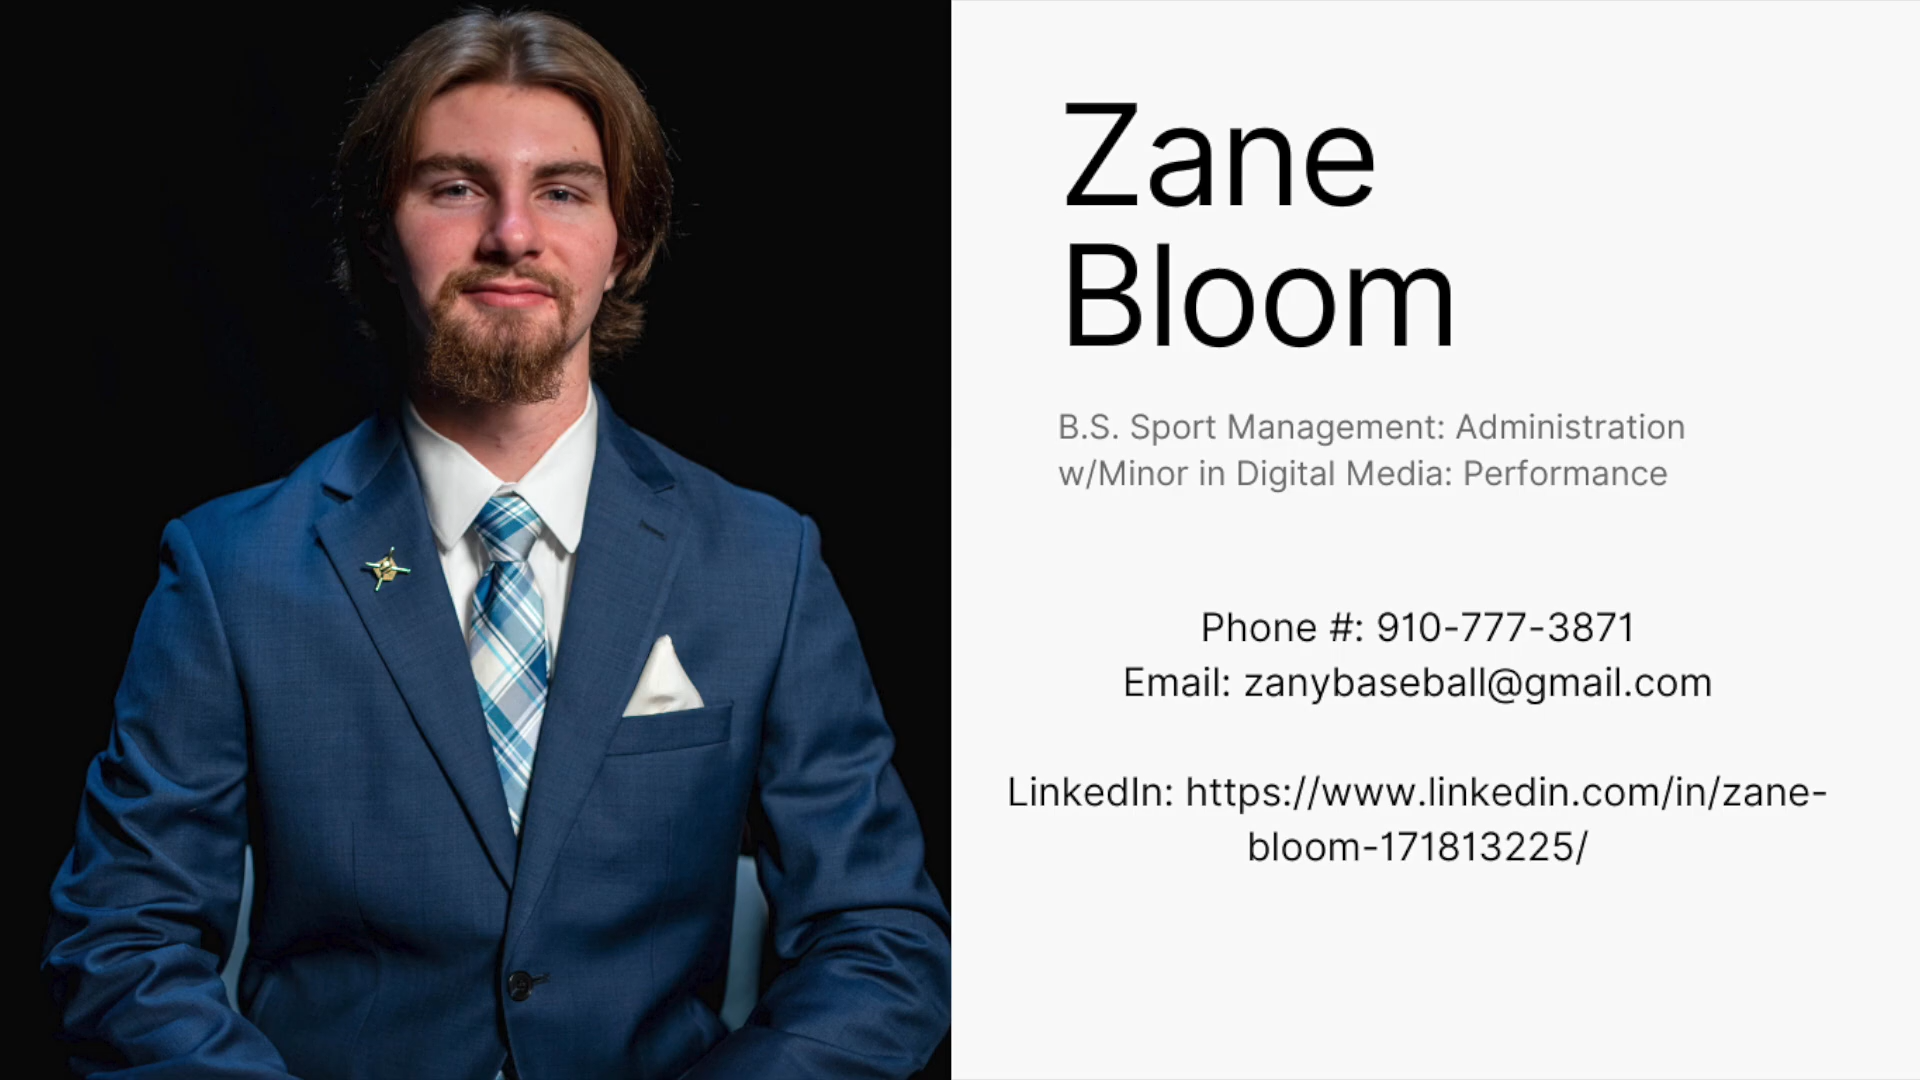 Zane
Bloom
B.S. Sport Management: Administration
w/Minor in Digital Media: Performance
Phone #: 910-777-3871
Email: zanybaseball@gmail.com
LinkedIn: https://www.linkedin.com/in/zane-
bloom-171813225/